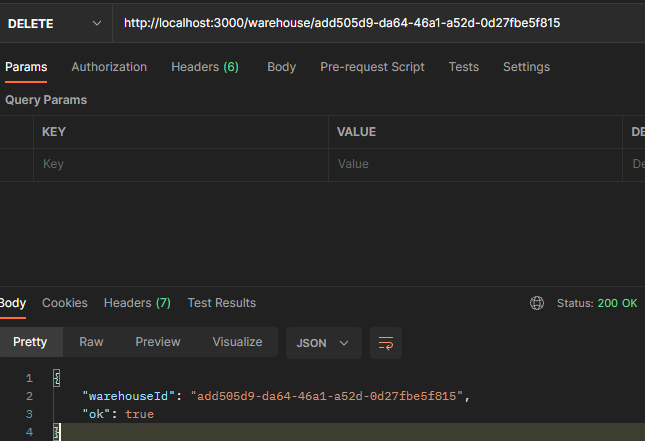 DELETE http://localhost:3000/warehouse/add505d9-da64-46a1-a52d-0d27fbe5f815
Params Authorization Headers (6) Body Pre-request Script Tests Settings
Query Params
KEY VALUE DE
Key Value De
Body Cookies Headers (7) Test Results Status: 200 OK
Pretty Raw Preview Visualize JSON
1 {
2 "warehouseId": "add505d9-da64-46a1-a52d-0d27fbe5f815",
3 "ok": true
4 }